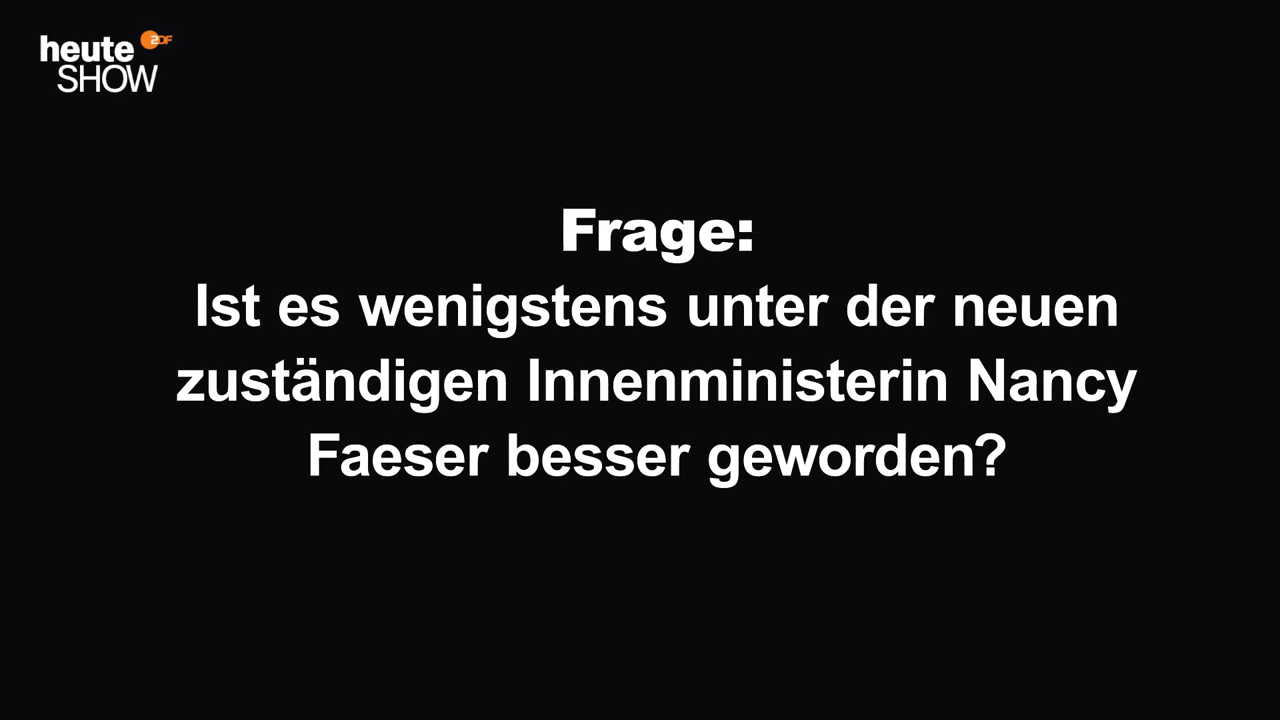 heute ZDF
SHOW
Frage:
Ist es wenigstens unter der neuen
zuständigen Innenministerin Nancy
Faeser besser geworden?